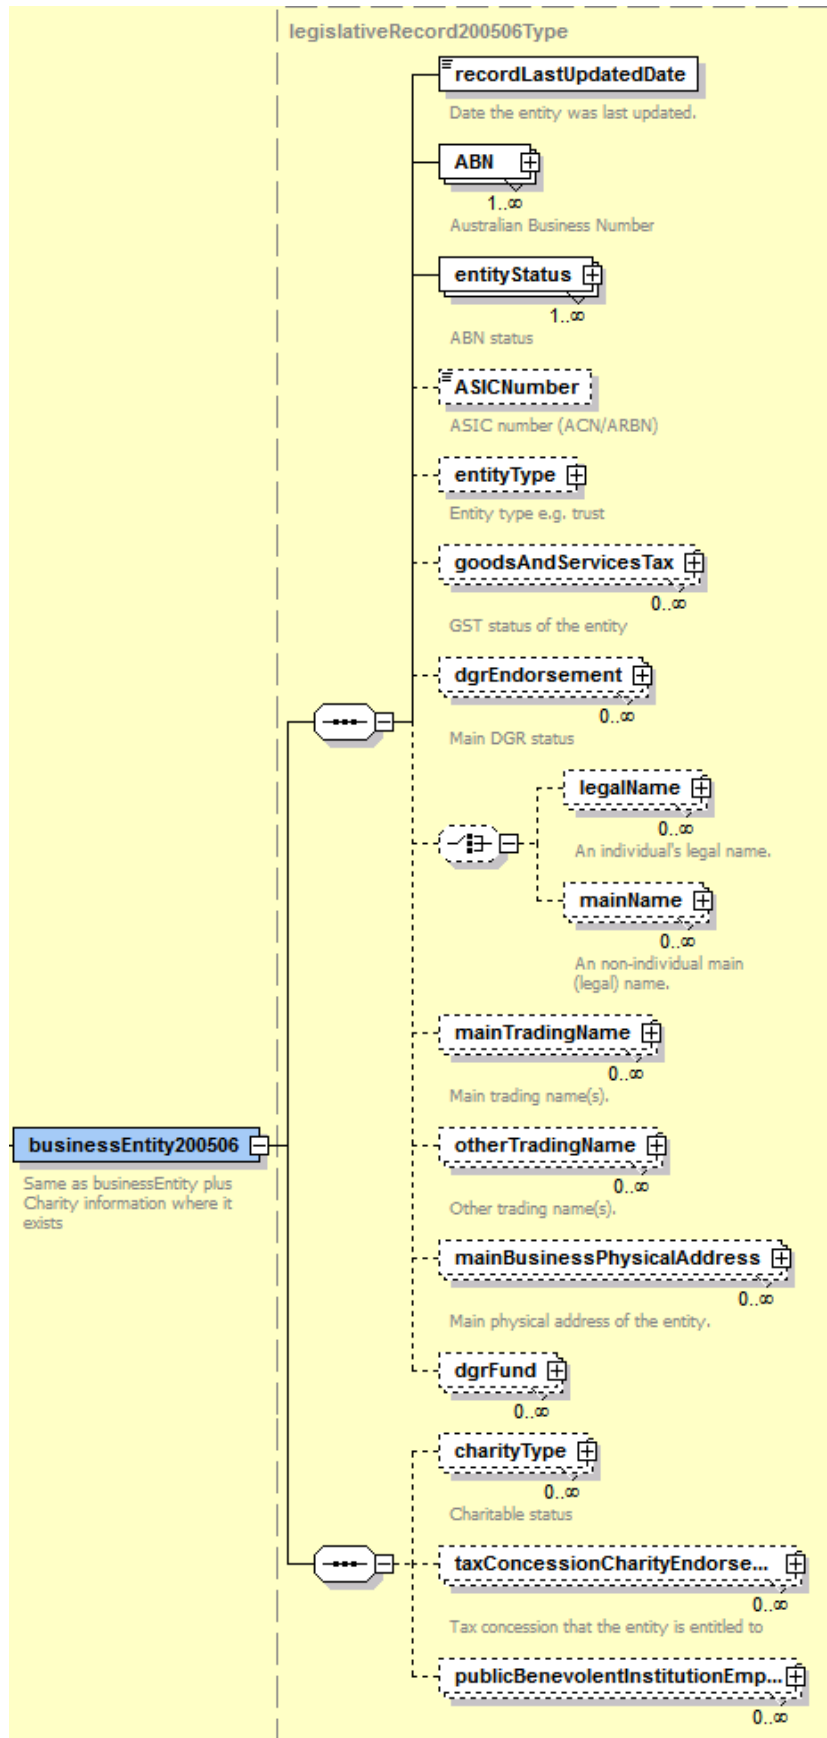 legislativeRecord200506Type
recordLastUpdatedDate
Date the entity was last updated.
ABN
1..∞
Australian Business Number
entityStatus
1..∞
ABN status
ASICNumber
ASIC number (ACN/ARBN)
entityType
Entity type e.g. trust
goodsAndServicesTax
0..∞
GST status of the entity
dgrEndorsement
0..∞
Main DGR status
legalName
0..∞
An individual's legal name.
mainName
0..∞
An non-individual main
(legal) name.
mainTradingName
0..∞
Main trading name(s).
businessEntity200506
Same as businessEntity plus
Charity information where it
exists
otherTradingName
0..∞
Other trading name(s).
mainBusinessPhysicalAddress
0..∞
Main physical address of the entity.
dgrFund
0..∞
charityType
0..∞
Charitable status
taxConcessionCharityEndorse...
0..∞
Tax concession that the entity is entitled to
publicBenevolentInstitutionEmp...
0..∞